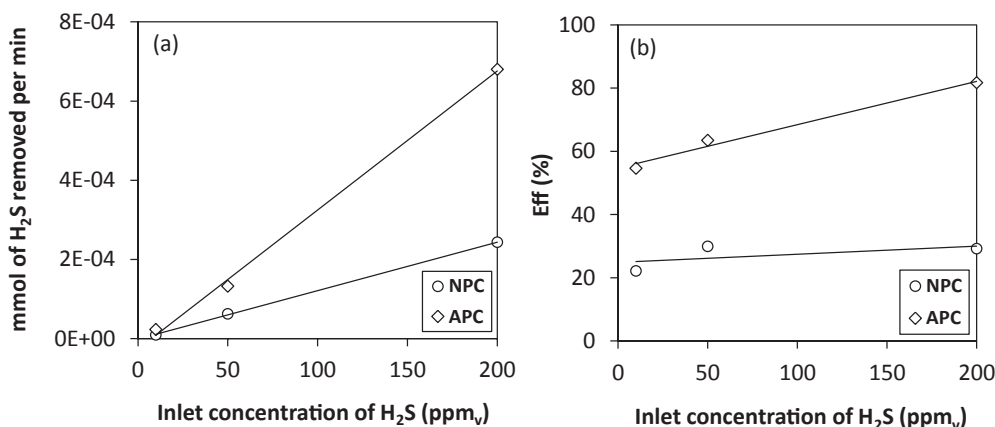 (a)
mmol of H₂S removed per min
8E-04
6E-04
4E-04
2E-04
0E+00
0
50
100
150
200
NPC
APC
Inlet concentration of H₂S (ppmᵥ)
(b)
Eff (%)
100
80
60
40
20
0
0
50
100
150
200
NPC
APC
Inlet concentration of H₂S (ppmᵥ)